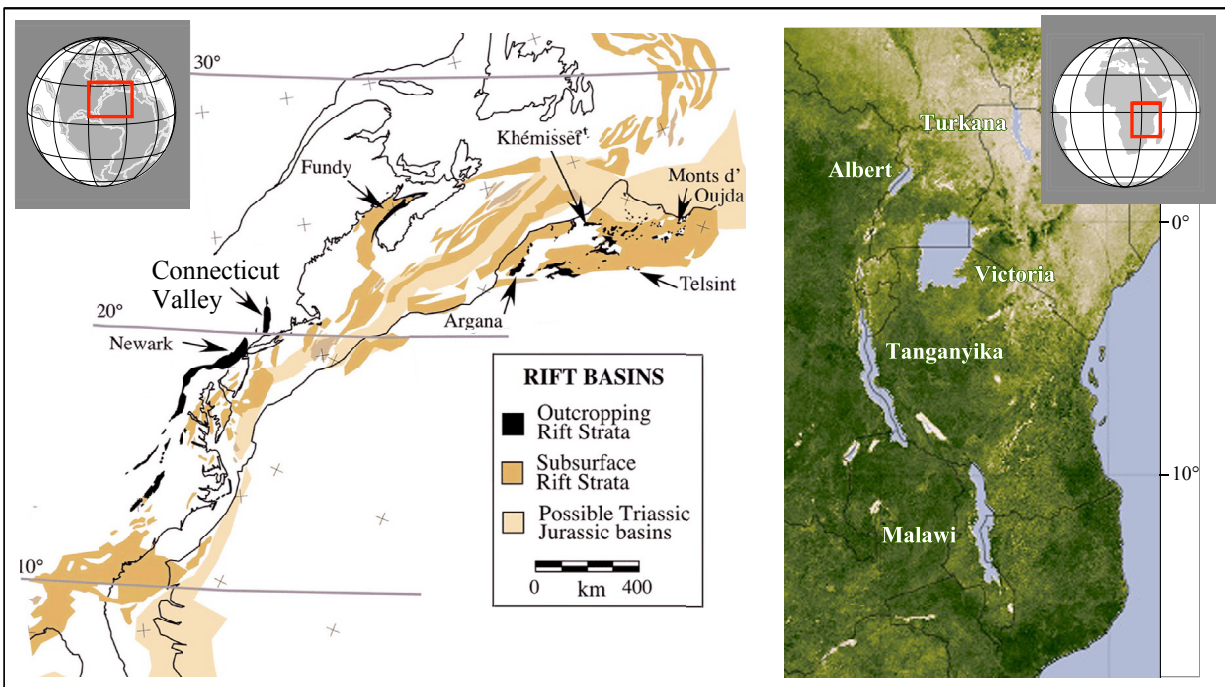 30°
Khémisset
Turkana
Fundy
Monts d'
Oujda
Albert
0°
Connecticut
Valley
Victoria
Telsint
20°
Argana
Newark
Tanganyika
RIFT BASINS
Outcropping
Rift Strata
Subsurface
Rift Strata
10°
Possible Triassic
Jurassic basins
Malawi
10°
0 400
km